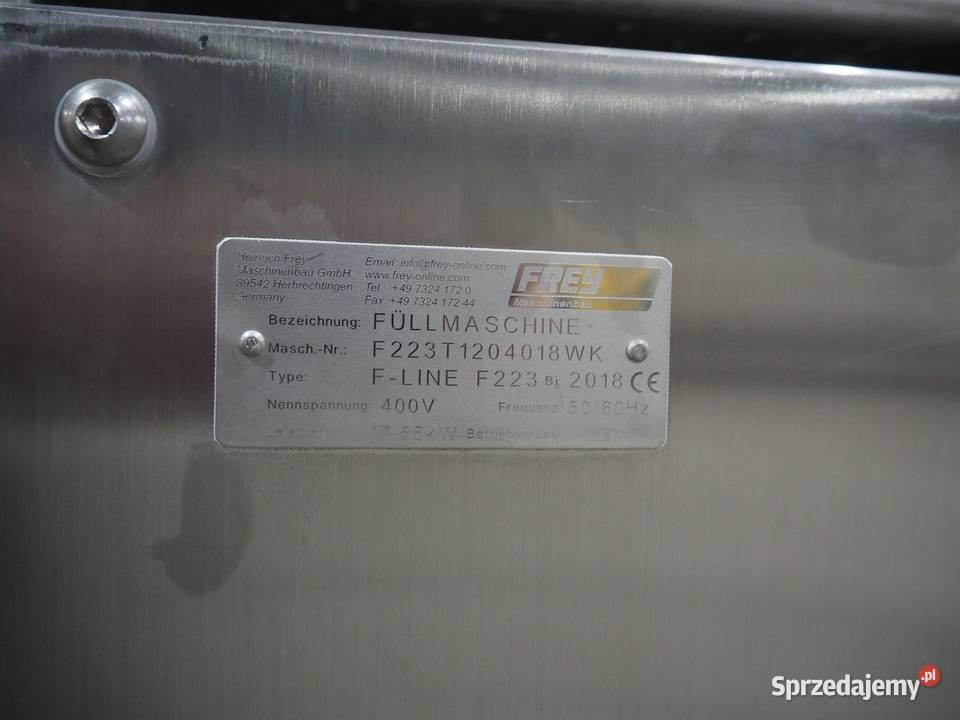 Heinrich Frey
Maschinenbau GmbH
89542 Herbrechtingen
Germany
Email: info@frey-online.com
www.frey-online.com
Tel.: +49 7324 172 0
Fax: +49 7324 172 44
FREY
Maschinenbau
Bezeichnung: FÜLLMASCHINE
Masch.-Nr.: F223T1204018WK
Type: F-LINE F223 Bj: 2018 CE
Nennspannung: 400V Frequenz: 50/60Hz
kW
Sprzedajemy.pl